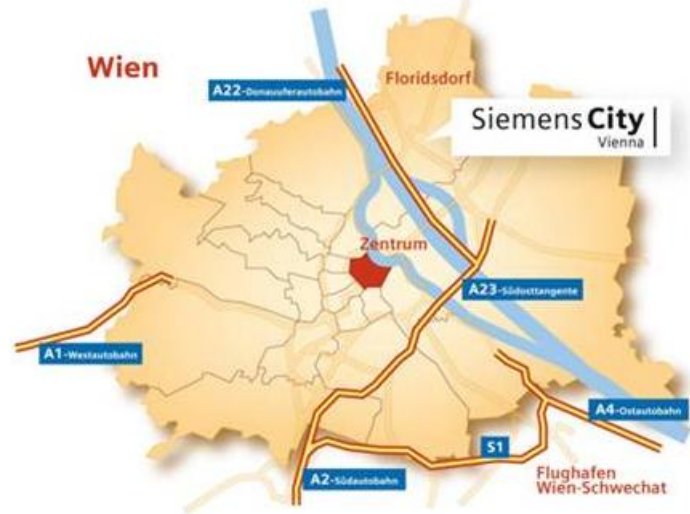 Wien
Floridsdorf
A22-Donauuferautobahn
Siemens City
Vienna
Zentrum
A23-Südosttangente
A1-Westautobahn
A4-Ostautobahn
S1
A2-Südautobahn
Flughafen
Wien-Schwechat